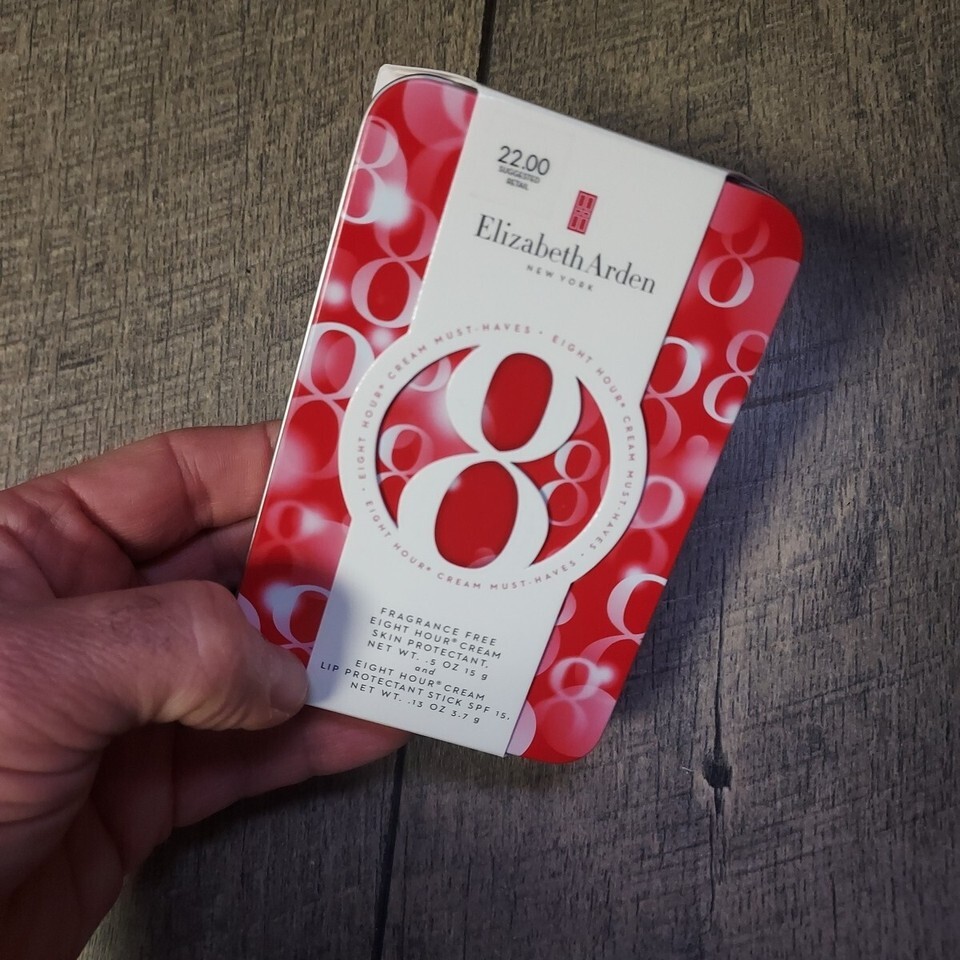 22.00
SUGGESTED
RETAIL
Elizabeth Arden
NEW YORK
EIGHT HOUR® CREAM MUST-HAVES • EIGHT HOUR® CREAM MUST-HAVES • EIGHT HOUR® CREAM MUST-HAVES •
8
FRAGRANCE FREE
EIGHT HOUR® CREAM
SKIN PROTECTANT,
NET WT. .5 OZ 15 g
and
EIGHT HOUR® CREAM
LIP PROTECTANT STICK SPF 15,
NET WT. .13 OZ 3.7 g